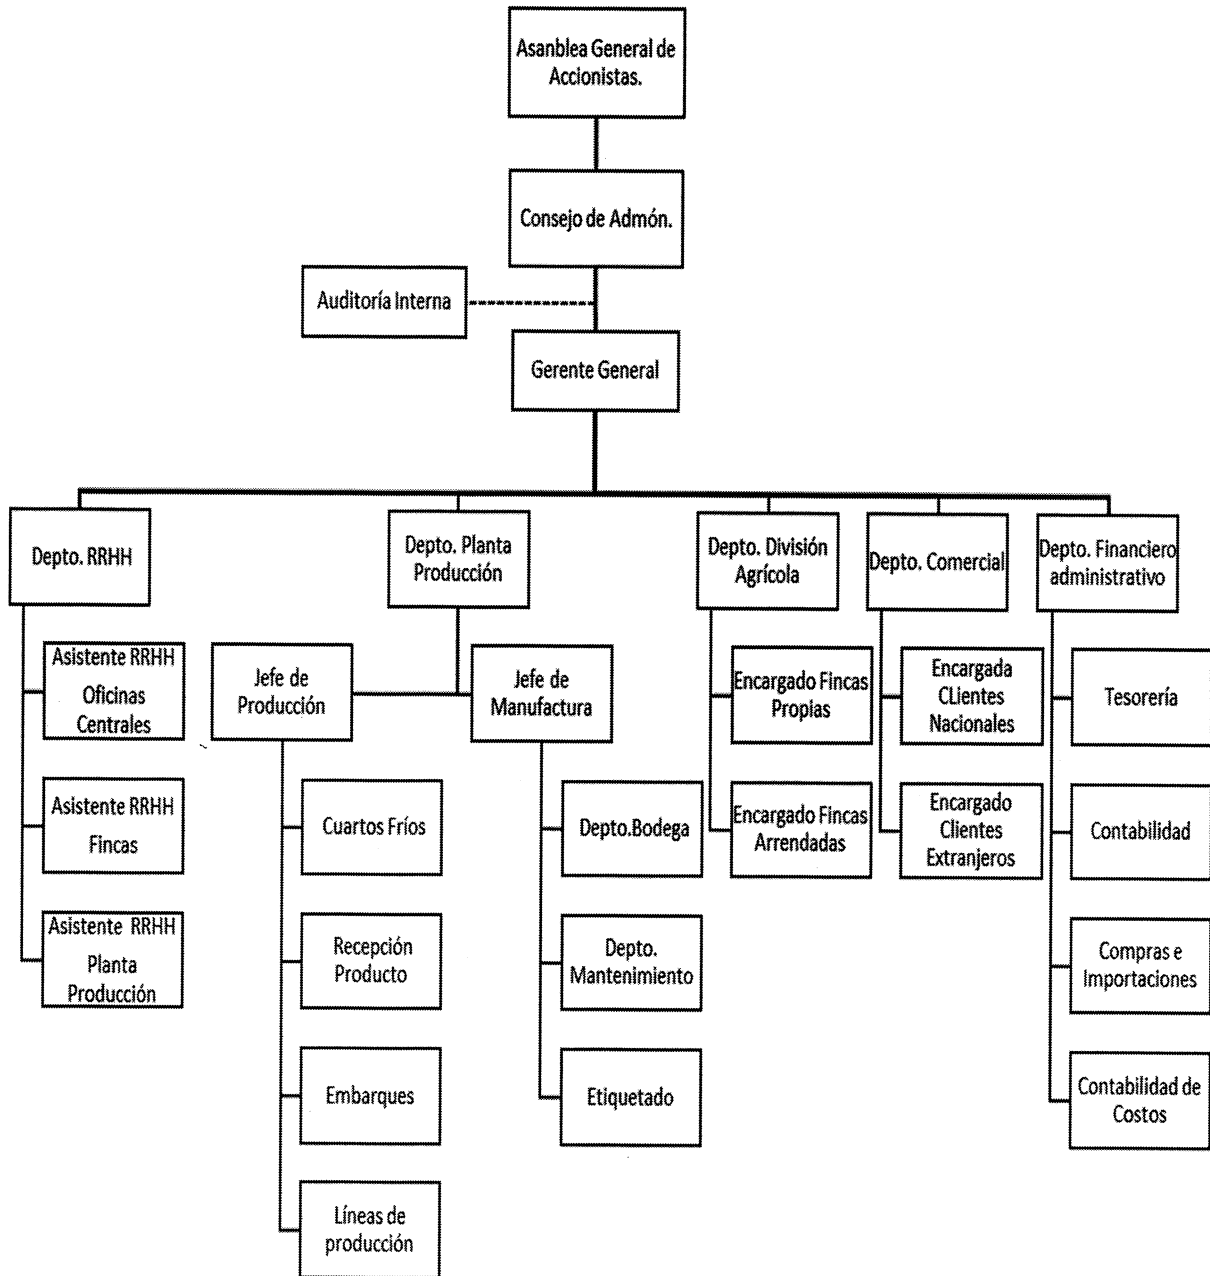 Asanblea General de
Accionistas.
Consejo de Admón.
Auditoría Interna
Gerente General
Depto. RRHH
Depto. Planta
Producción
Depto. División
Agrícola
Depto. Comercial
Depto. Financiero
administrativo
Asistente RRHH
Oficinas
Centrales
Asistente RRHH
Fincas
Asistente RRHH
Planta
Producción
Jefe de
Producción
Cuartos Fríos
Recepción
Producto
Embarques
Líneas de
producción
Jefe de
Manufactura
Depto.Bodega
Depto.
Mantenimiento
Etiquetado
Encargado Fincas
Propias
Encargado Fincas
Arrendadas
Encargada
CLientes
Nacionales
Encargado
Clientes
Extranjeros
Tesorería
Contabilidad
Compras e
Importaciones
Contabilidad de
Costos